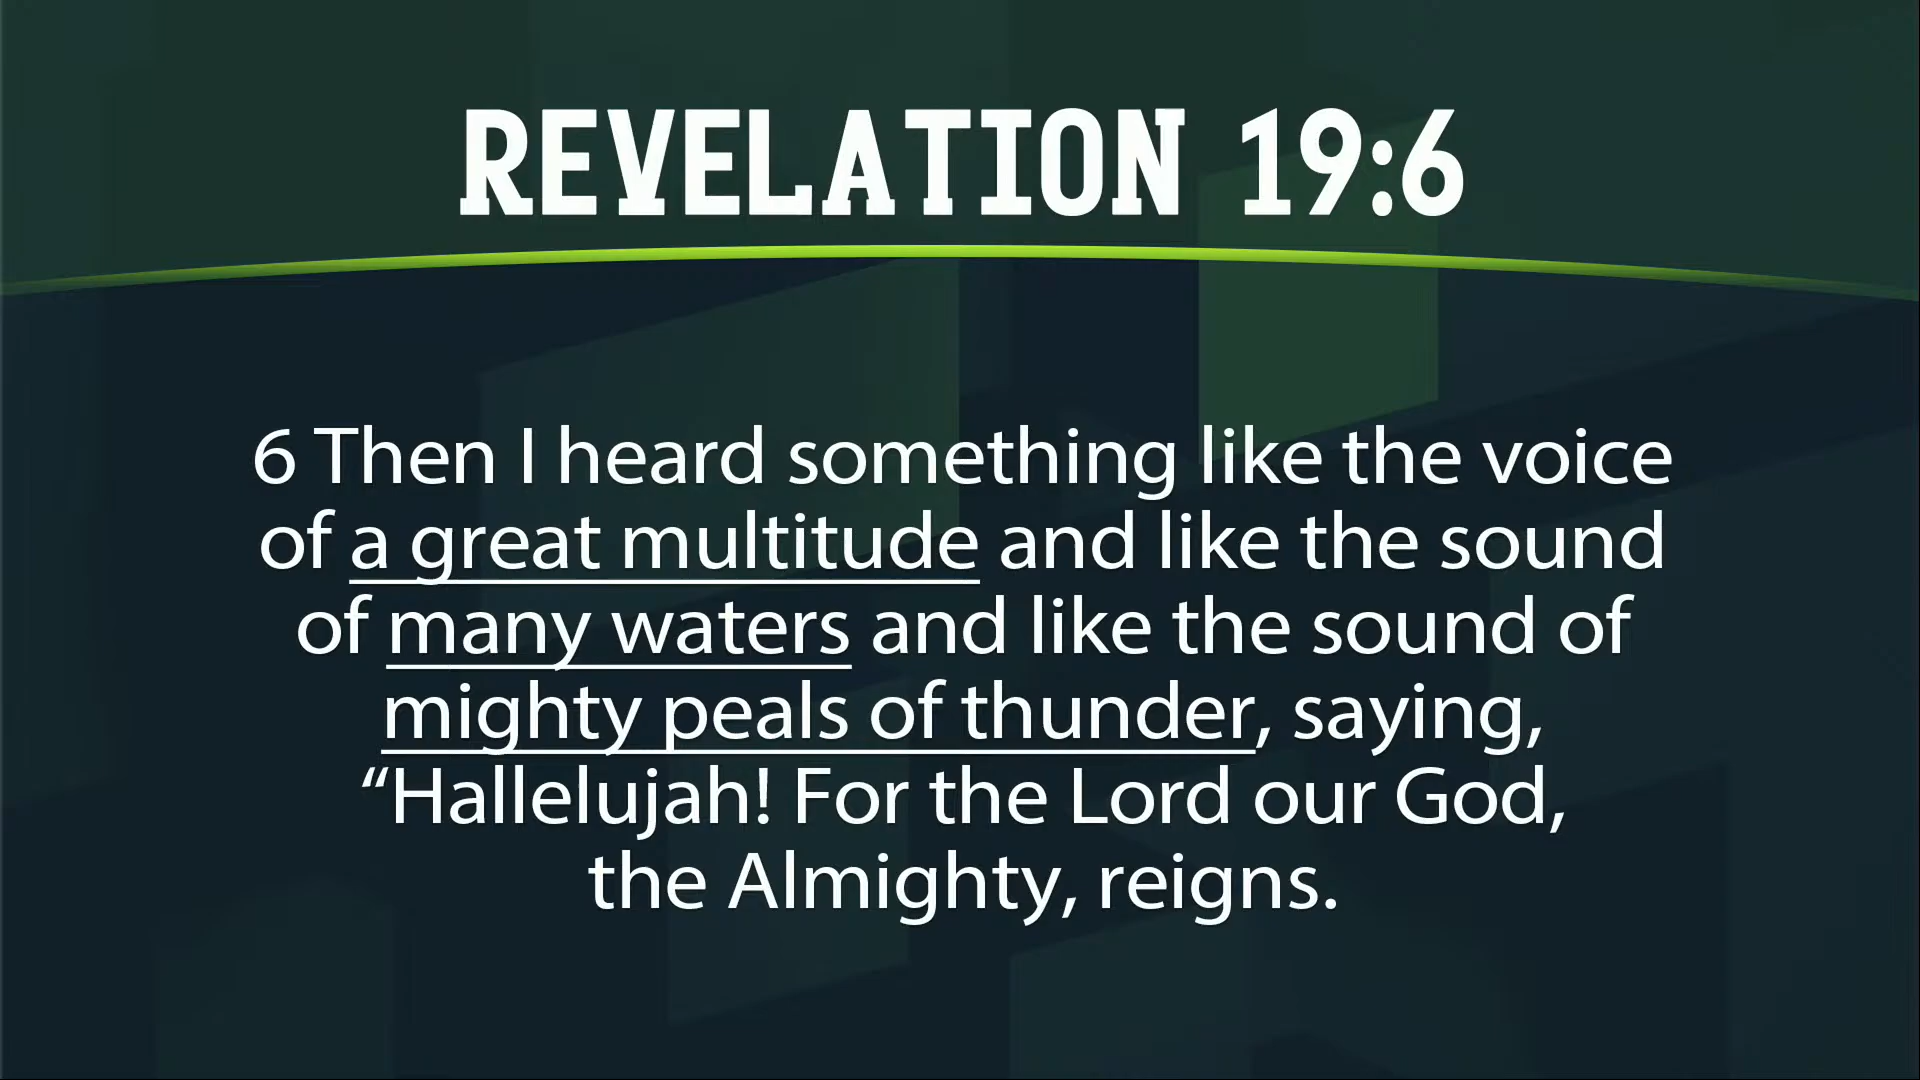 REVELATION 19:6
6 Then I heard something like the voice
of a great multitude and like the sound
of many waters and like the sound of
mighty peals of thunder, saying,
“Hallelujah! For the Lord our God,
the Almighty, reigns.